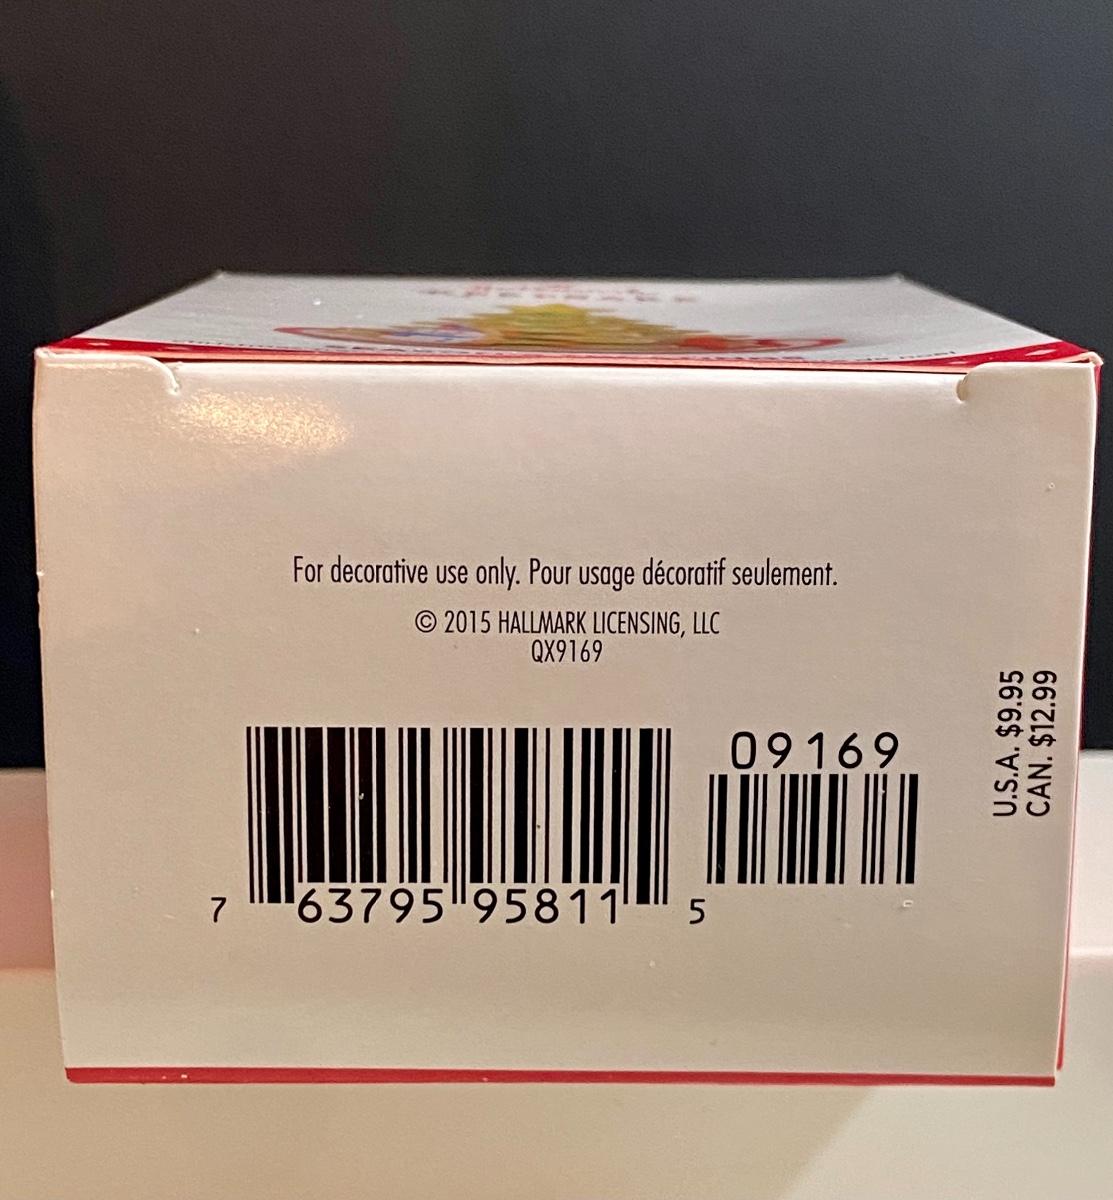 KEEPSAKE
For decorative use only. Pour usage décoratif seulement.
© 2015 HALLMARK LICENSING, LLC
QX9169
U.S.A. $9.95
CAN. $12.99
09169
7 63795 95811 5